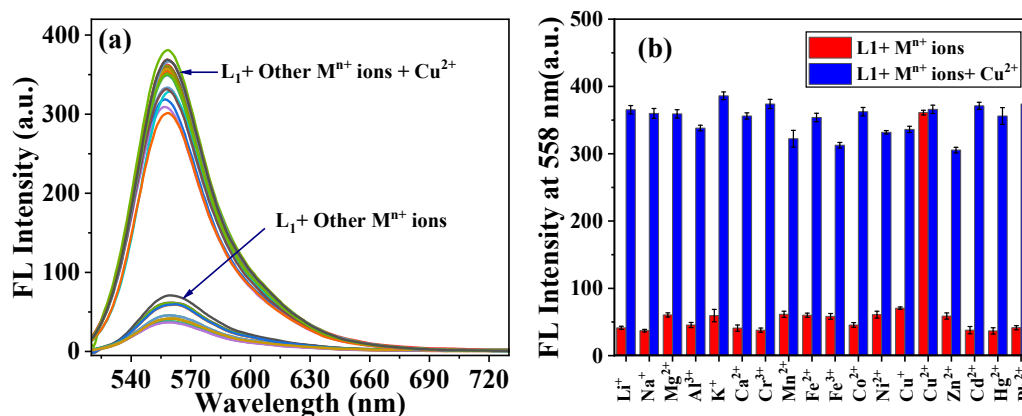 (a)
L₁+ Other Mⁿ⁺ ions + Cu²⁺
L₁+ Other Mⁿ⁺ ions
FL Intensity (a.u.)
400
300
200
100
0
540 570 600 630 660 690 720
Wavelength (nm)
(b)
L1+ Mⁿ⁺ ions
L1+ Mⁿ⁺ ions+ Cu²⁺
FL Intensity at 558 nm(a.u.)
500
400
300
200
100
0
Li⁺ Na⁺ Mg²⁺ Al³⁺ K⁺ Ca²⁺ Cr³⁺ Mn²⁺ Fe²⁺ Fe³⁺ Co²⁺ Ni²⁺ Cu⁺ Cu²⁺ Zn²⁺ Cd²⁺ Hg²⁺